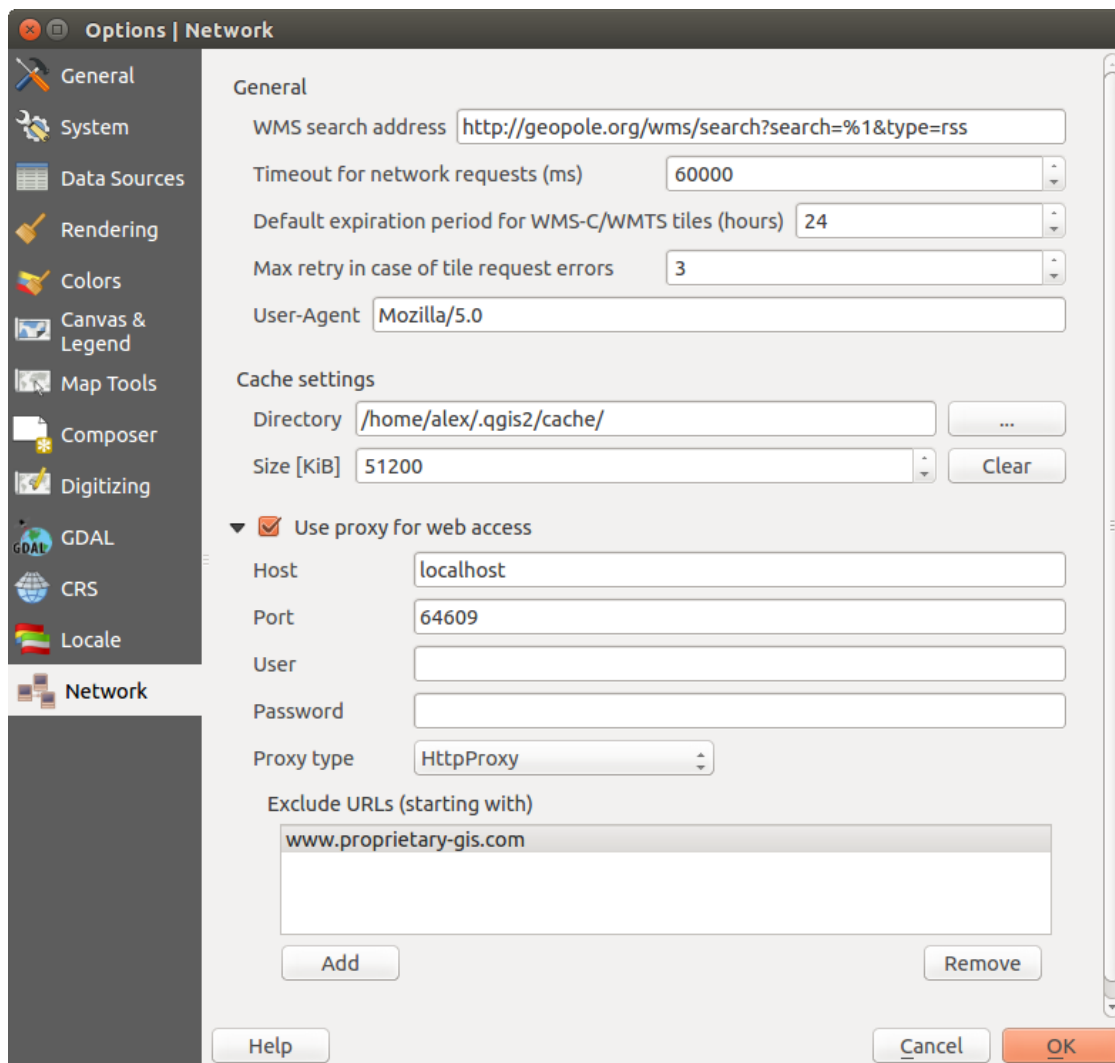 Options | Network
General
System
Data Sources
Rendering
Colors
Canvas &
Legend
Map Tools
Composer
Digitizing
GDAL
GDAL
CRS
Locale
Network
General
WMS search address http://geopole.org/wms/search?search=%1&type=rss
Timeout for network requests (ms) 60000
Default expiration period for WMS-C/WMTS tiles (hours) 24
Max retry in case of tile request errors 3
User-Agent Mozilla/5.0
Cache settings
Directory /home/alex/.qgis2/cache/ ...
Size [KiB] 51200 Clear
Use proxy for web access
Host localhost
Port 64609
User
Password
Proxy type HttpProxy
Exclude URLs (starting with)
www.proprietary-gis.com
Add Remove
Help Cancel OK